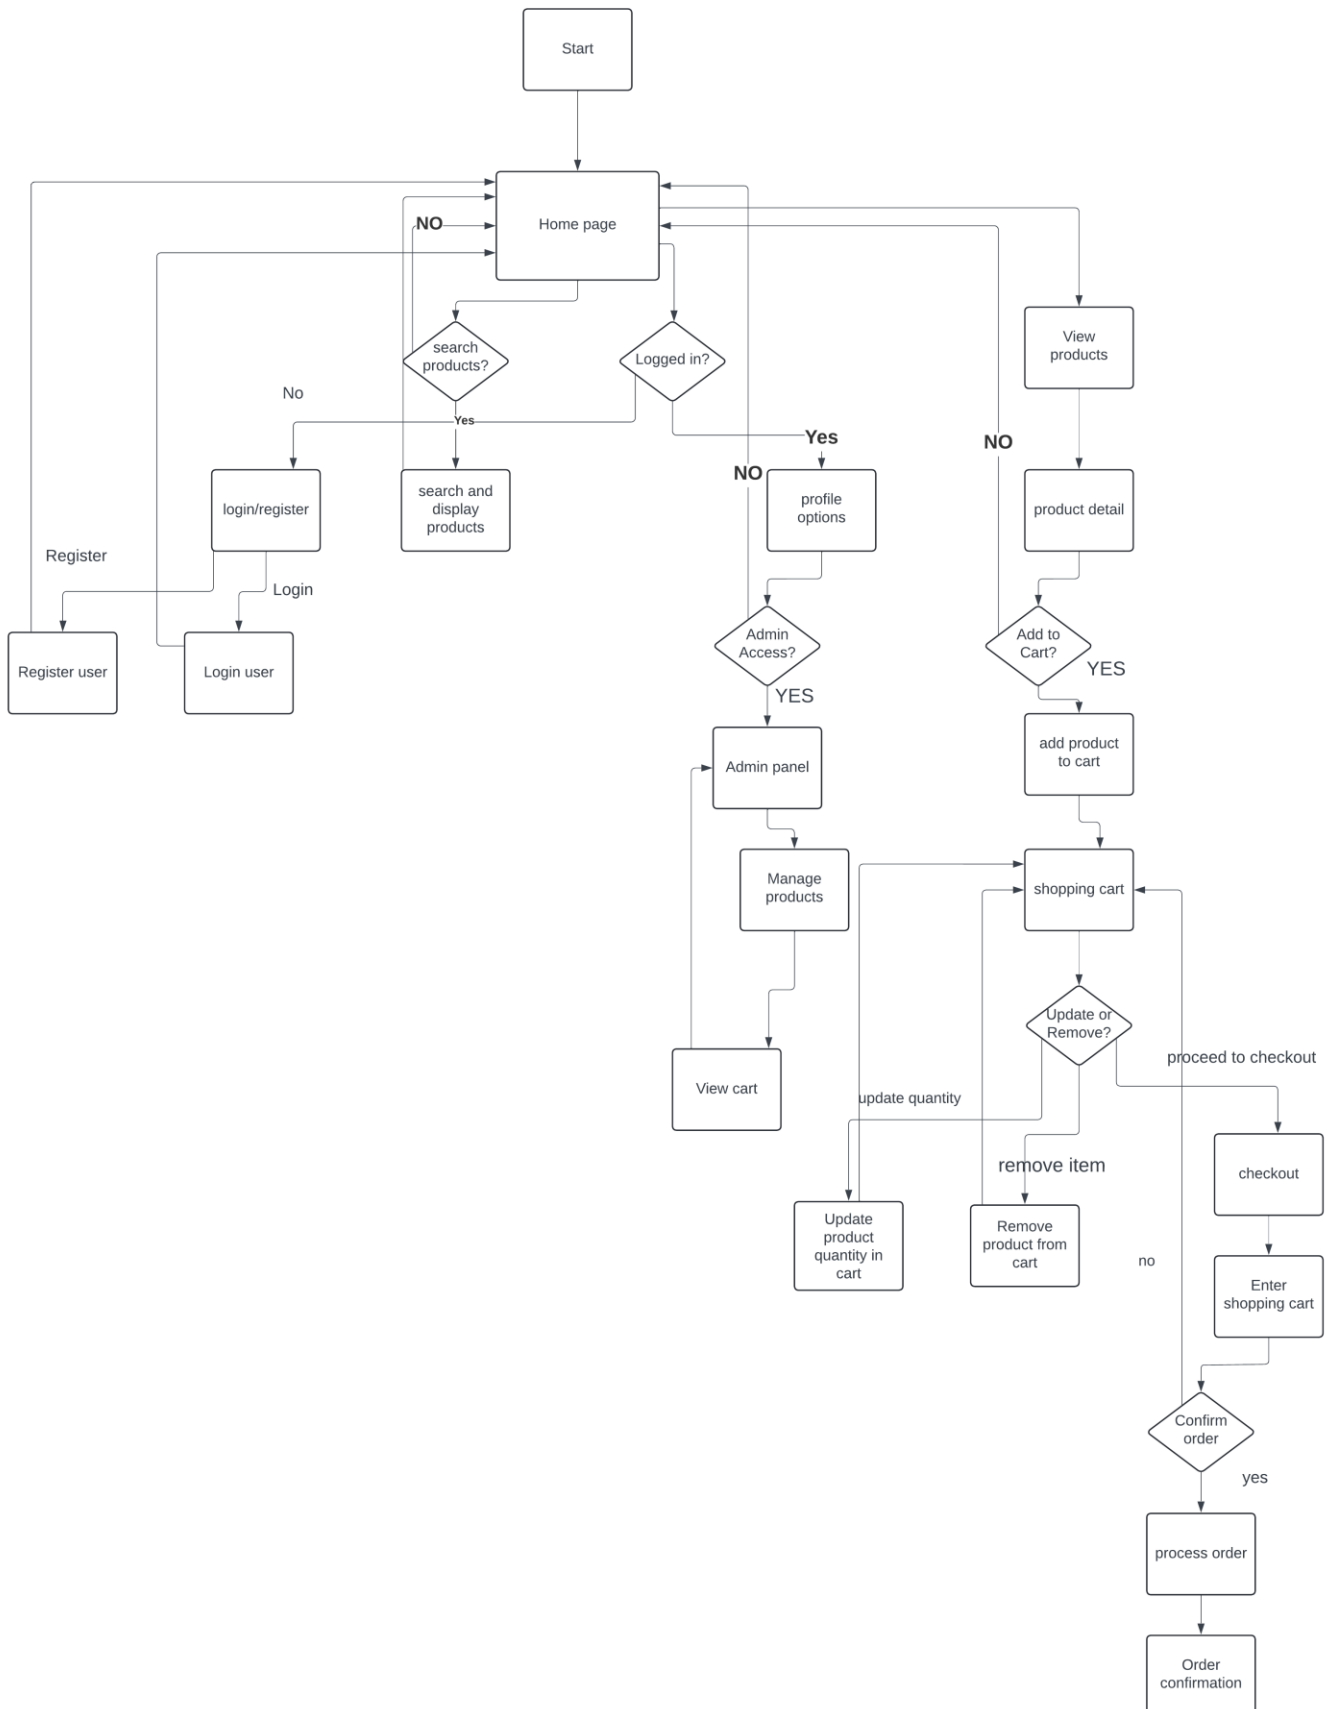 Start
Home page
NO
search
products?
Logged in?
View
products
No
Yes
Yes
NO
NO
login/register
search and
display
products
profile
options
product detail
Register
Login
Register user
Login user
Admin
Access?
YES
Add to
Cart?
YES
Admin panel
add product
to cart
Manage
products
shopping cart
Update or
Remove?
proceed to checkout
View cart
update quantity
remove item
checkout
Update
product
quantity in
cart
Remove
product from
cart
no
Enter
shopping cart
Confirm
order
yes
process order
Order
confirmation